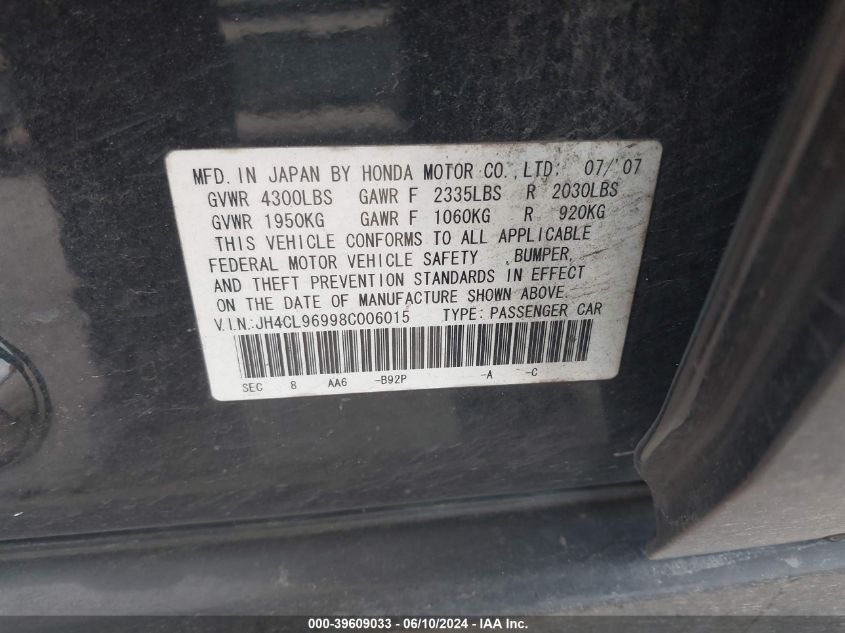 MFD. IN JAPAN BY HONDA MOTOR CO.,LTD: 07/'07
GVWR 4300LBS GAWR F 2335LBS R 2030LBS
GVWR 1950KG GAWR F 1060KG R 920KG
THIS VEHICLE CONFORMS TO ALL APPLICABLE
FEDERAL MOTOR VEHICLE SAFETY ,BUMPER,
AND THEFT PREVENTION STANDARDS IN EFFECT
ON THE DATE OF MANUFACTURE SHOWN ABOVE.
V.I.N.:JH4CL96998C006015 TYPE: PASSENGER CAR
SEC 8 AA6 -B92P -A -C
000-39609033 - 06/10/2024 - IAA Inc.